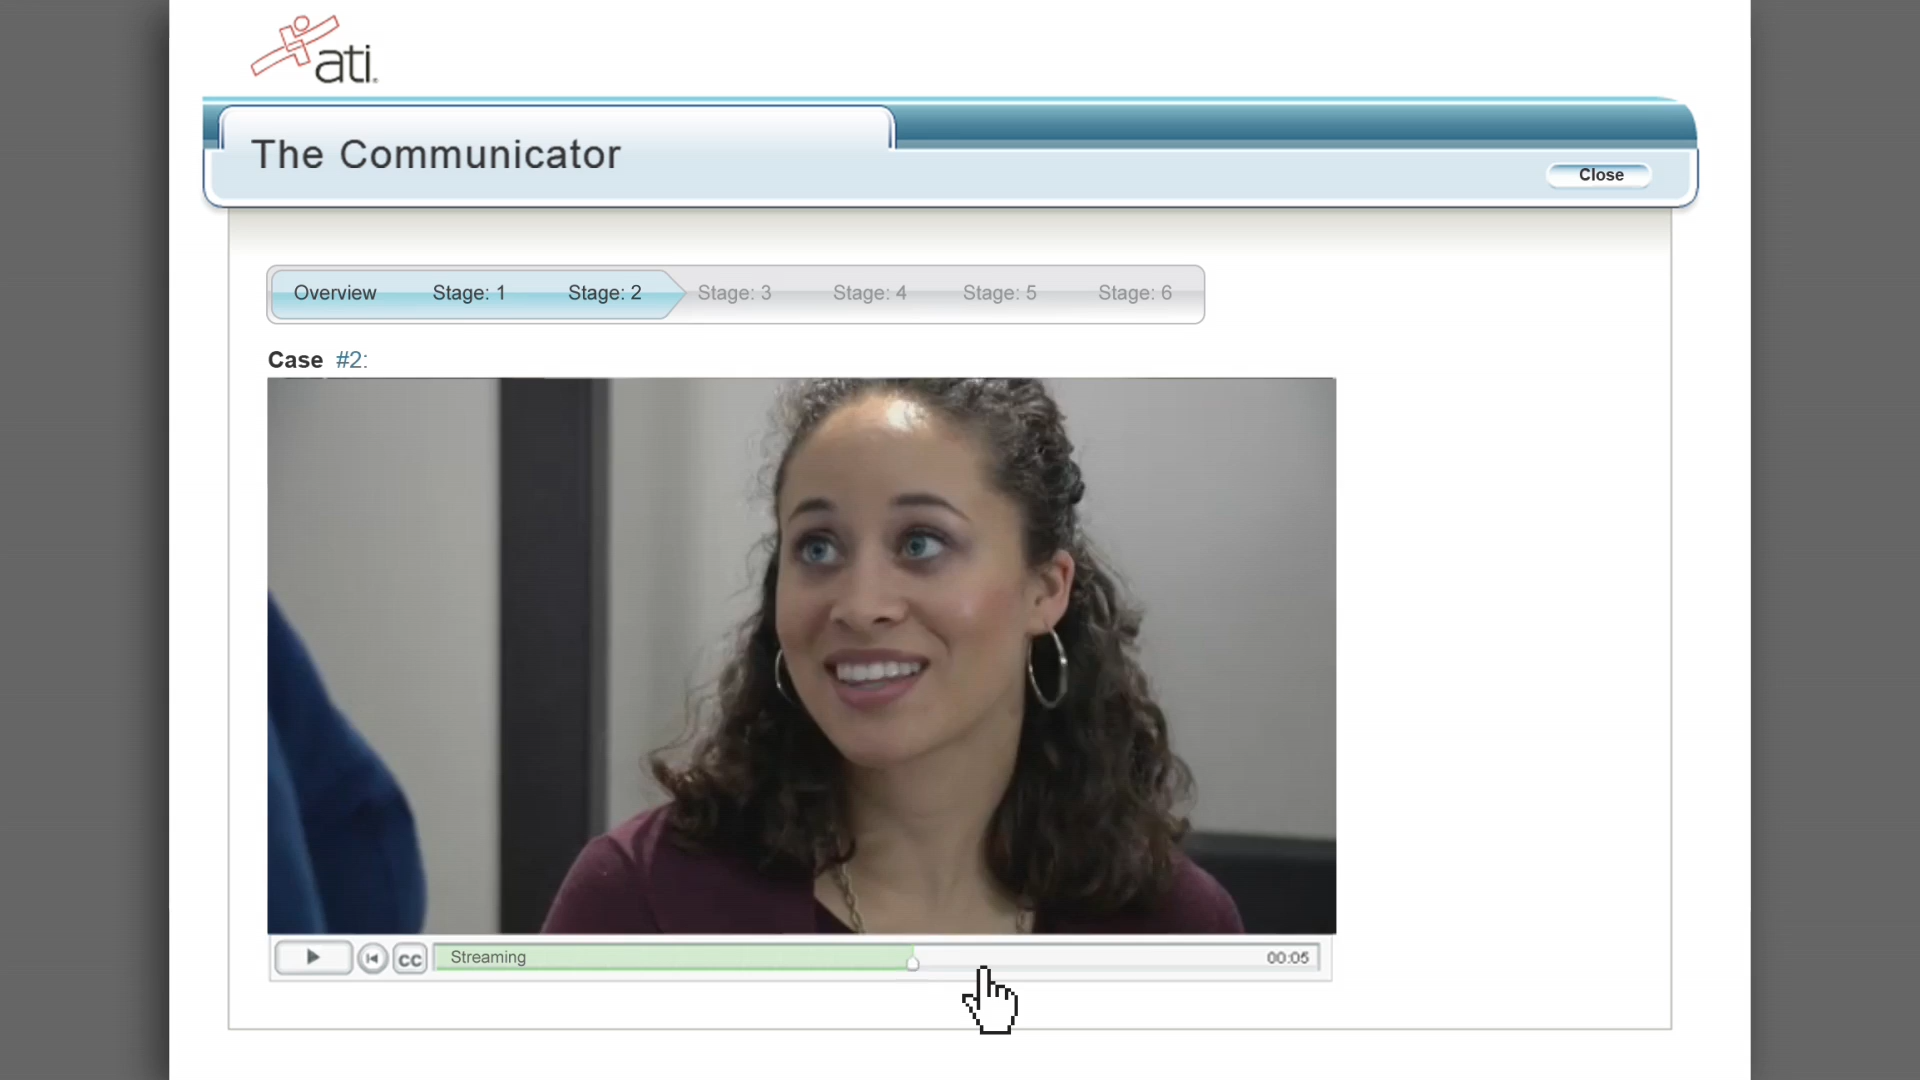 ati.
The Communicator
Close
Overview Stage: 1 Stage: 2 Stage: 3 Stage: 4 Stage: 5 Stage: 6
Case #2:
CC Streaming 00:05